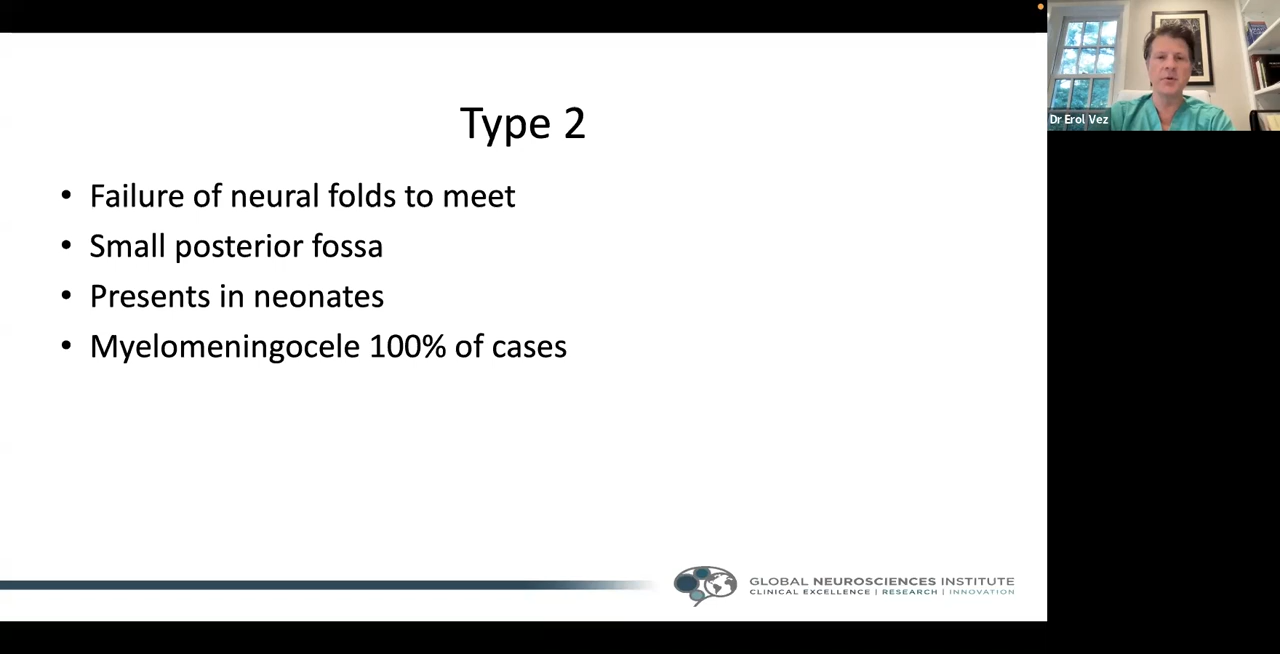 Type 2
• Failure of neural folds to meet
• Small posterior fossa
• Presents in neonates
• Myelomeningocele 100% of cases
GLOBAL NEUROSCIENCES INSTITUTE
CLINICAL EXCELLENCE | RESEARCH | INNOVATION
Dr Erol Vez